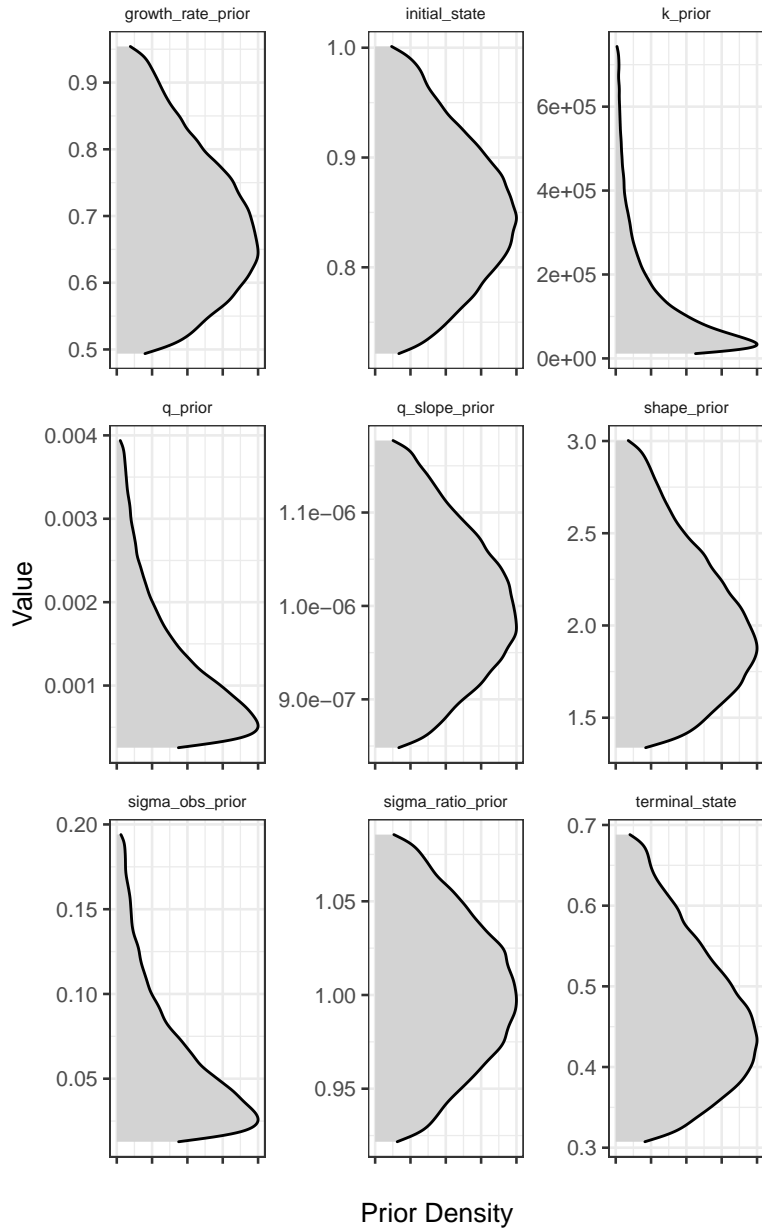 growth_rate_prior initial_state k_prior
0.9
0.8
0.7
0.6
0.5
1.0
0.9
0.8
6e+05
4e+05
2e+05
0e+00
q_prior q_slope_prior shape_prior
0.004
0.003
0.002
0.001
1.1e−06
1.0e−06
9.0e−07
3.0
2.5
2.0
1.5
sigma_obs_prior sigma_ratio_prior terminal_state
0.20
0.15
0.10
0.05
1.05
1.00
0.95
0.7
0.6
0.5
0.4
0.3
Value
Prior Density